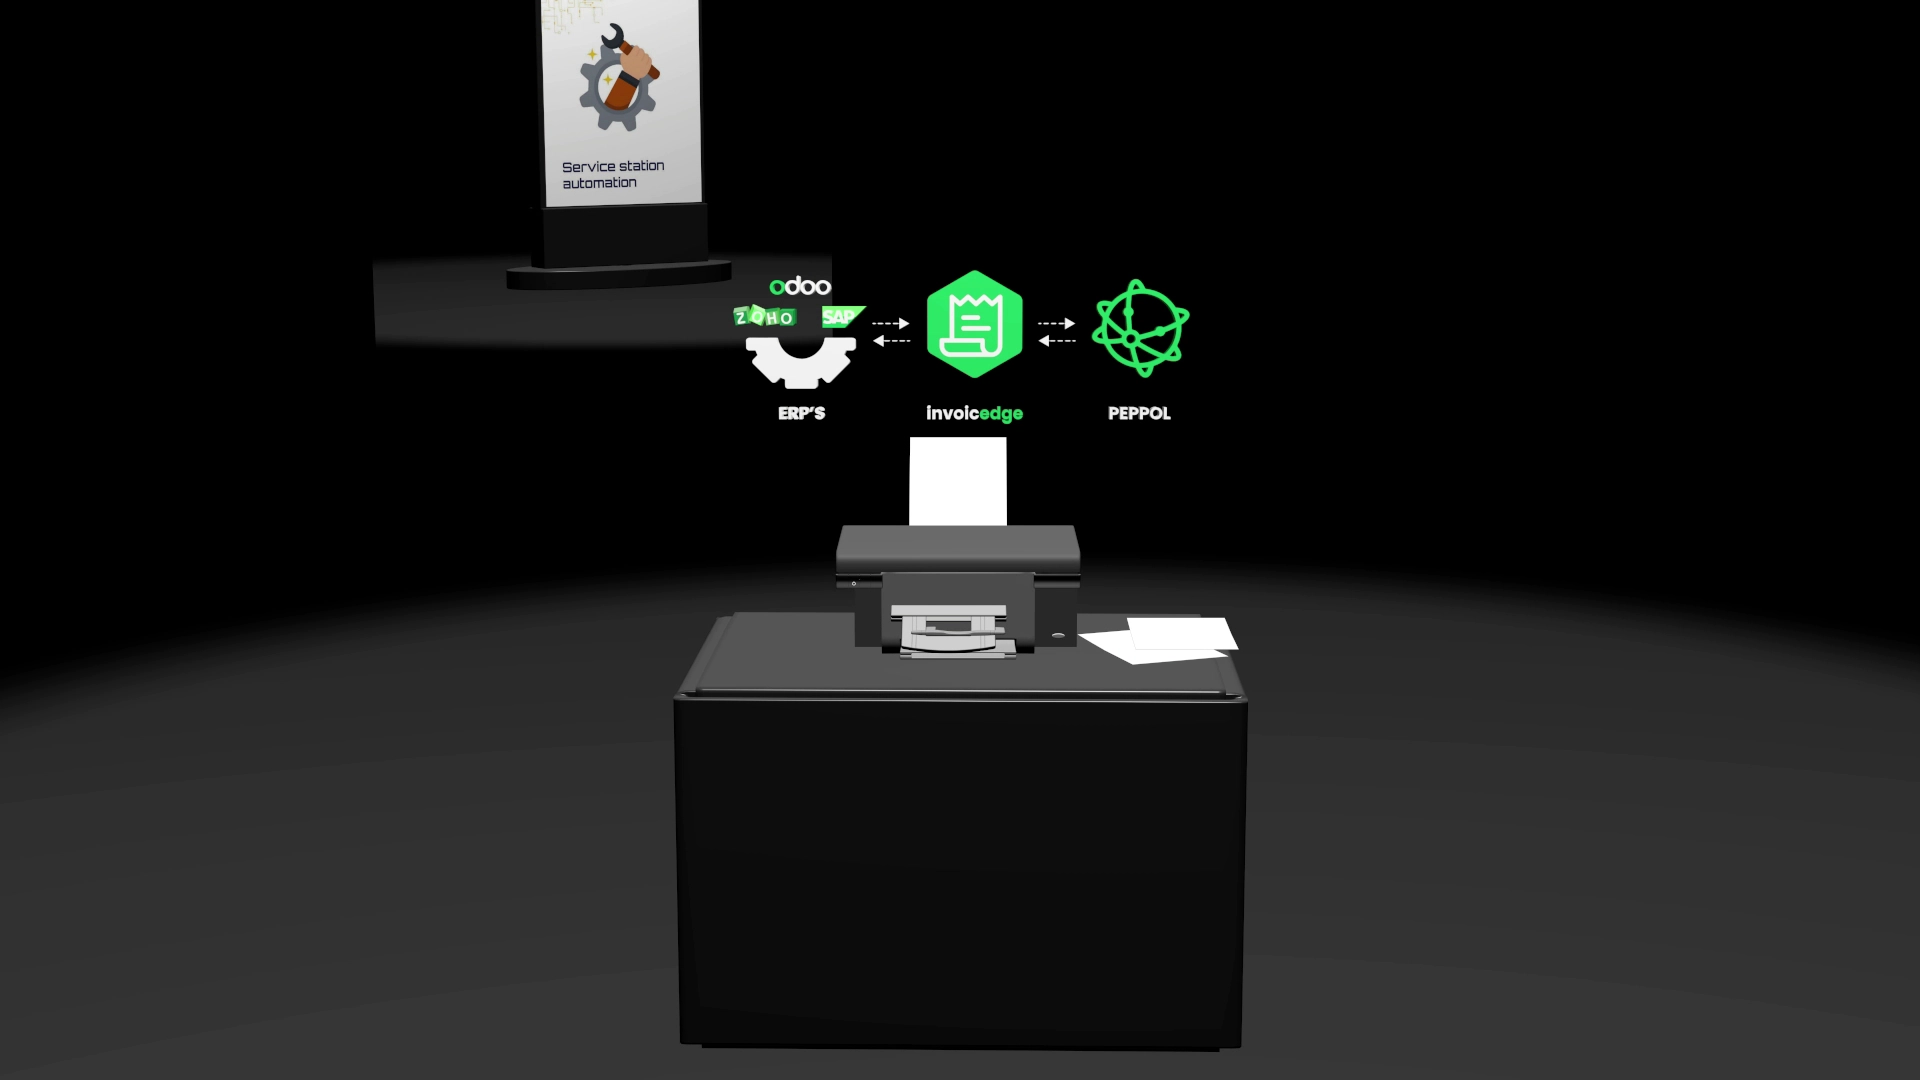 Service station
automation
odoo
ZOHO
SAP
ERP'S
invoicedge
PEPPOL